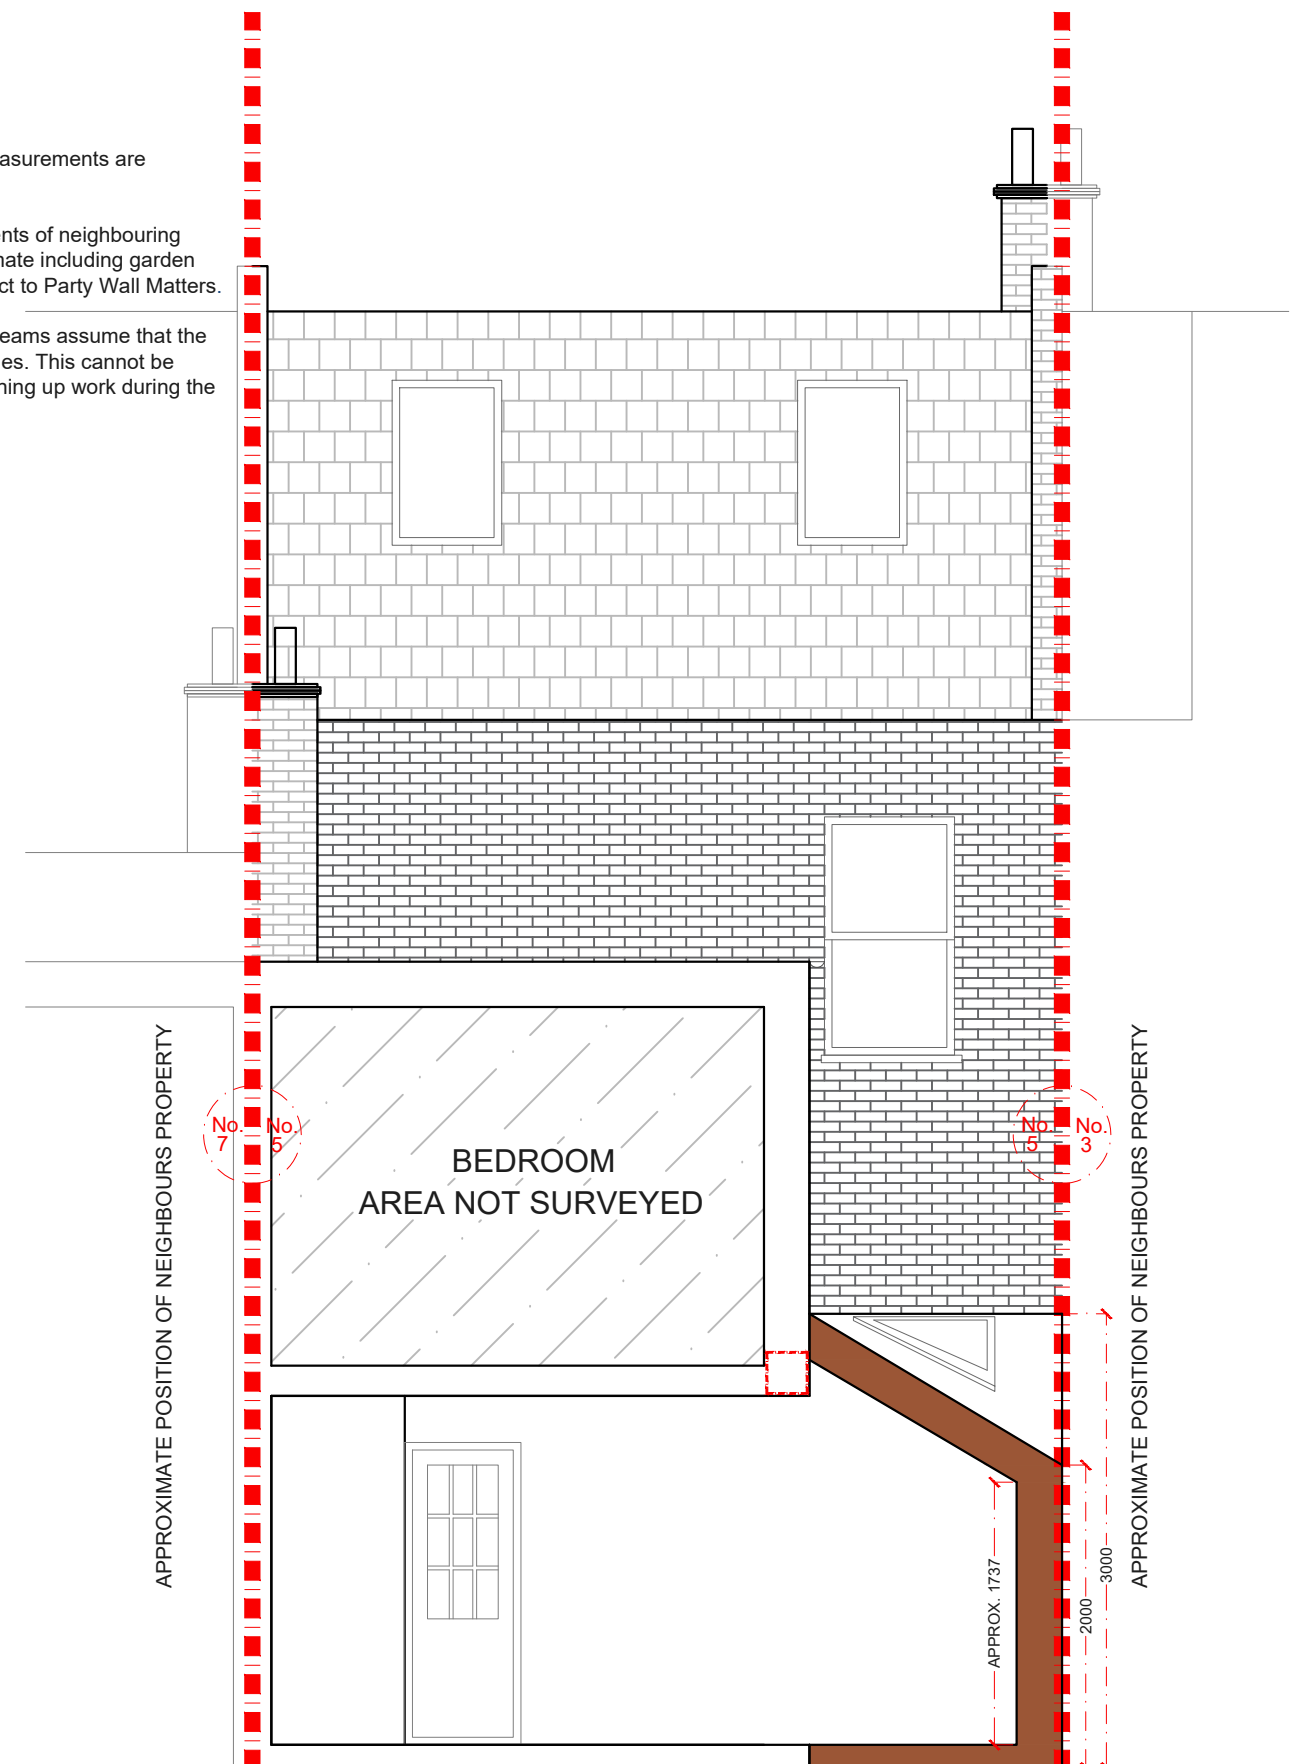 asurements are
nts of neighbouring
nate including garden
ct to Party Wall Matters.
eams assume that the
es. This cannot be
ning up work during the
APPROXIMATE POSITION OF NEIGHBOURS PROPERTY
No. No.
7 5
BEDROOM
AREA NOT SURVEYED
No. No.
5 3
APPROXIMATE POSITION OF NEIGHBOURS PROPERTY
APPROX. 1737
2000
3000